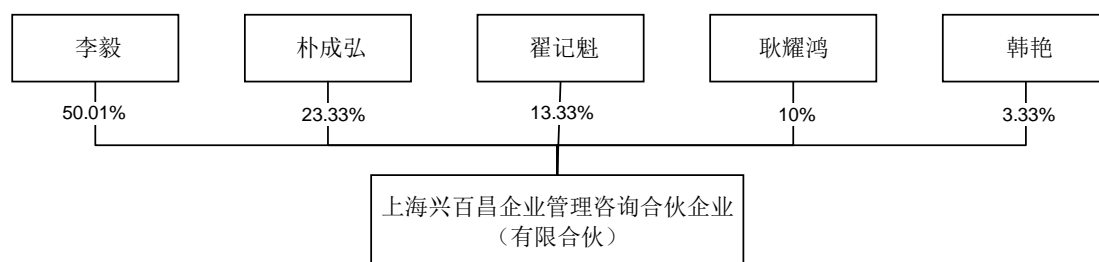 李毅
朴成弘
翟记魁
耿耀鸿
韩艳
50.01%
23.33%
13.33%
10%
3.33%
上海兴百昌企业管理咨询合伙企业
（有限合伙）